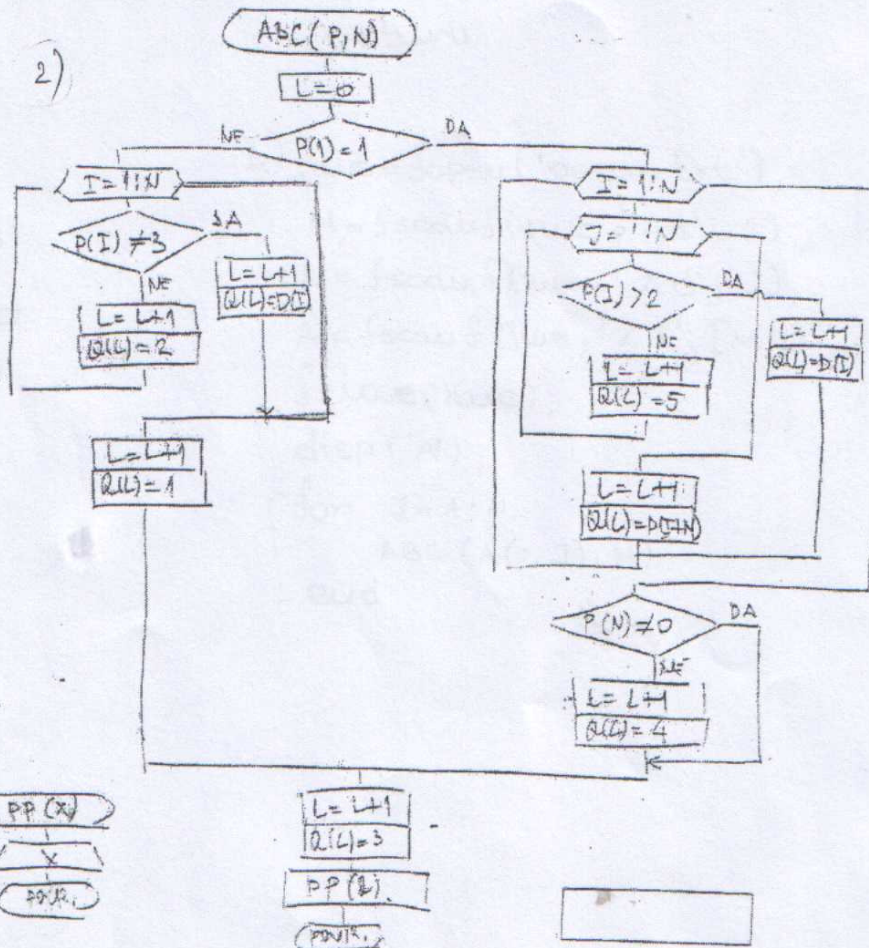 2)
ABC(P,N)
L=0
NE
P(1)=1
DA
I=1:N
P(I)≠3
DA
NE
L=L+1
Q(L)=2
L=L+1
Q(L)=D(I)
L=L+1
Q(L)=1
I=1:N
J=1:N
P(I)>2
DA
NE
L=L+1
Q(L)=5
L=L+1
Q(L)=D(I)
L=L+1
P(N)≠0
DA
NE
L=L+1
Q(L)=4
L=L+1
Q(L)=3
PP(X)
X